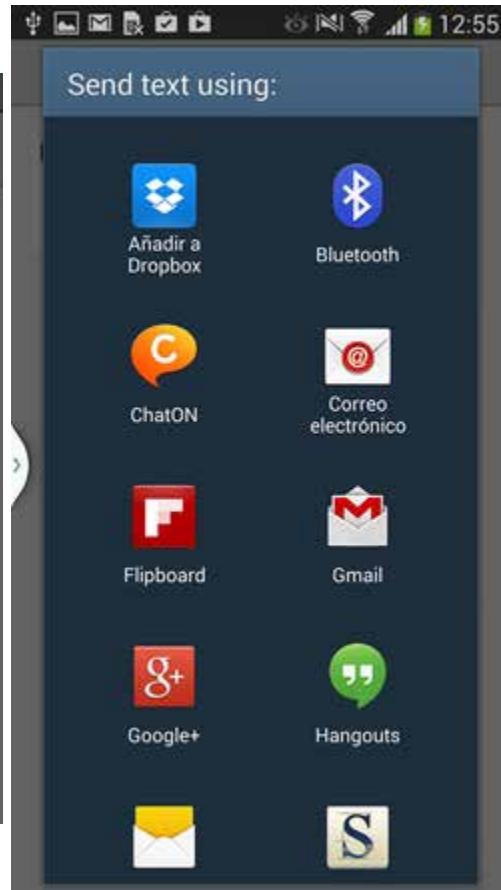 12:55
Send text using:
Añadir a
Dropbox
Bluetooth
C
ChatON
@
Correo
electrónico
Flipboard
Gmail
g+
Google+
Hangouts
S